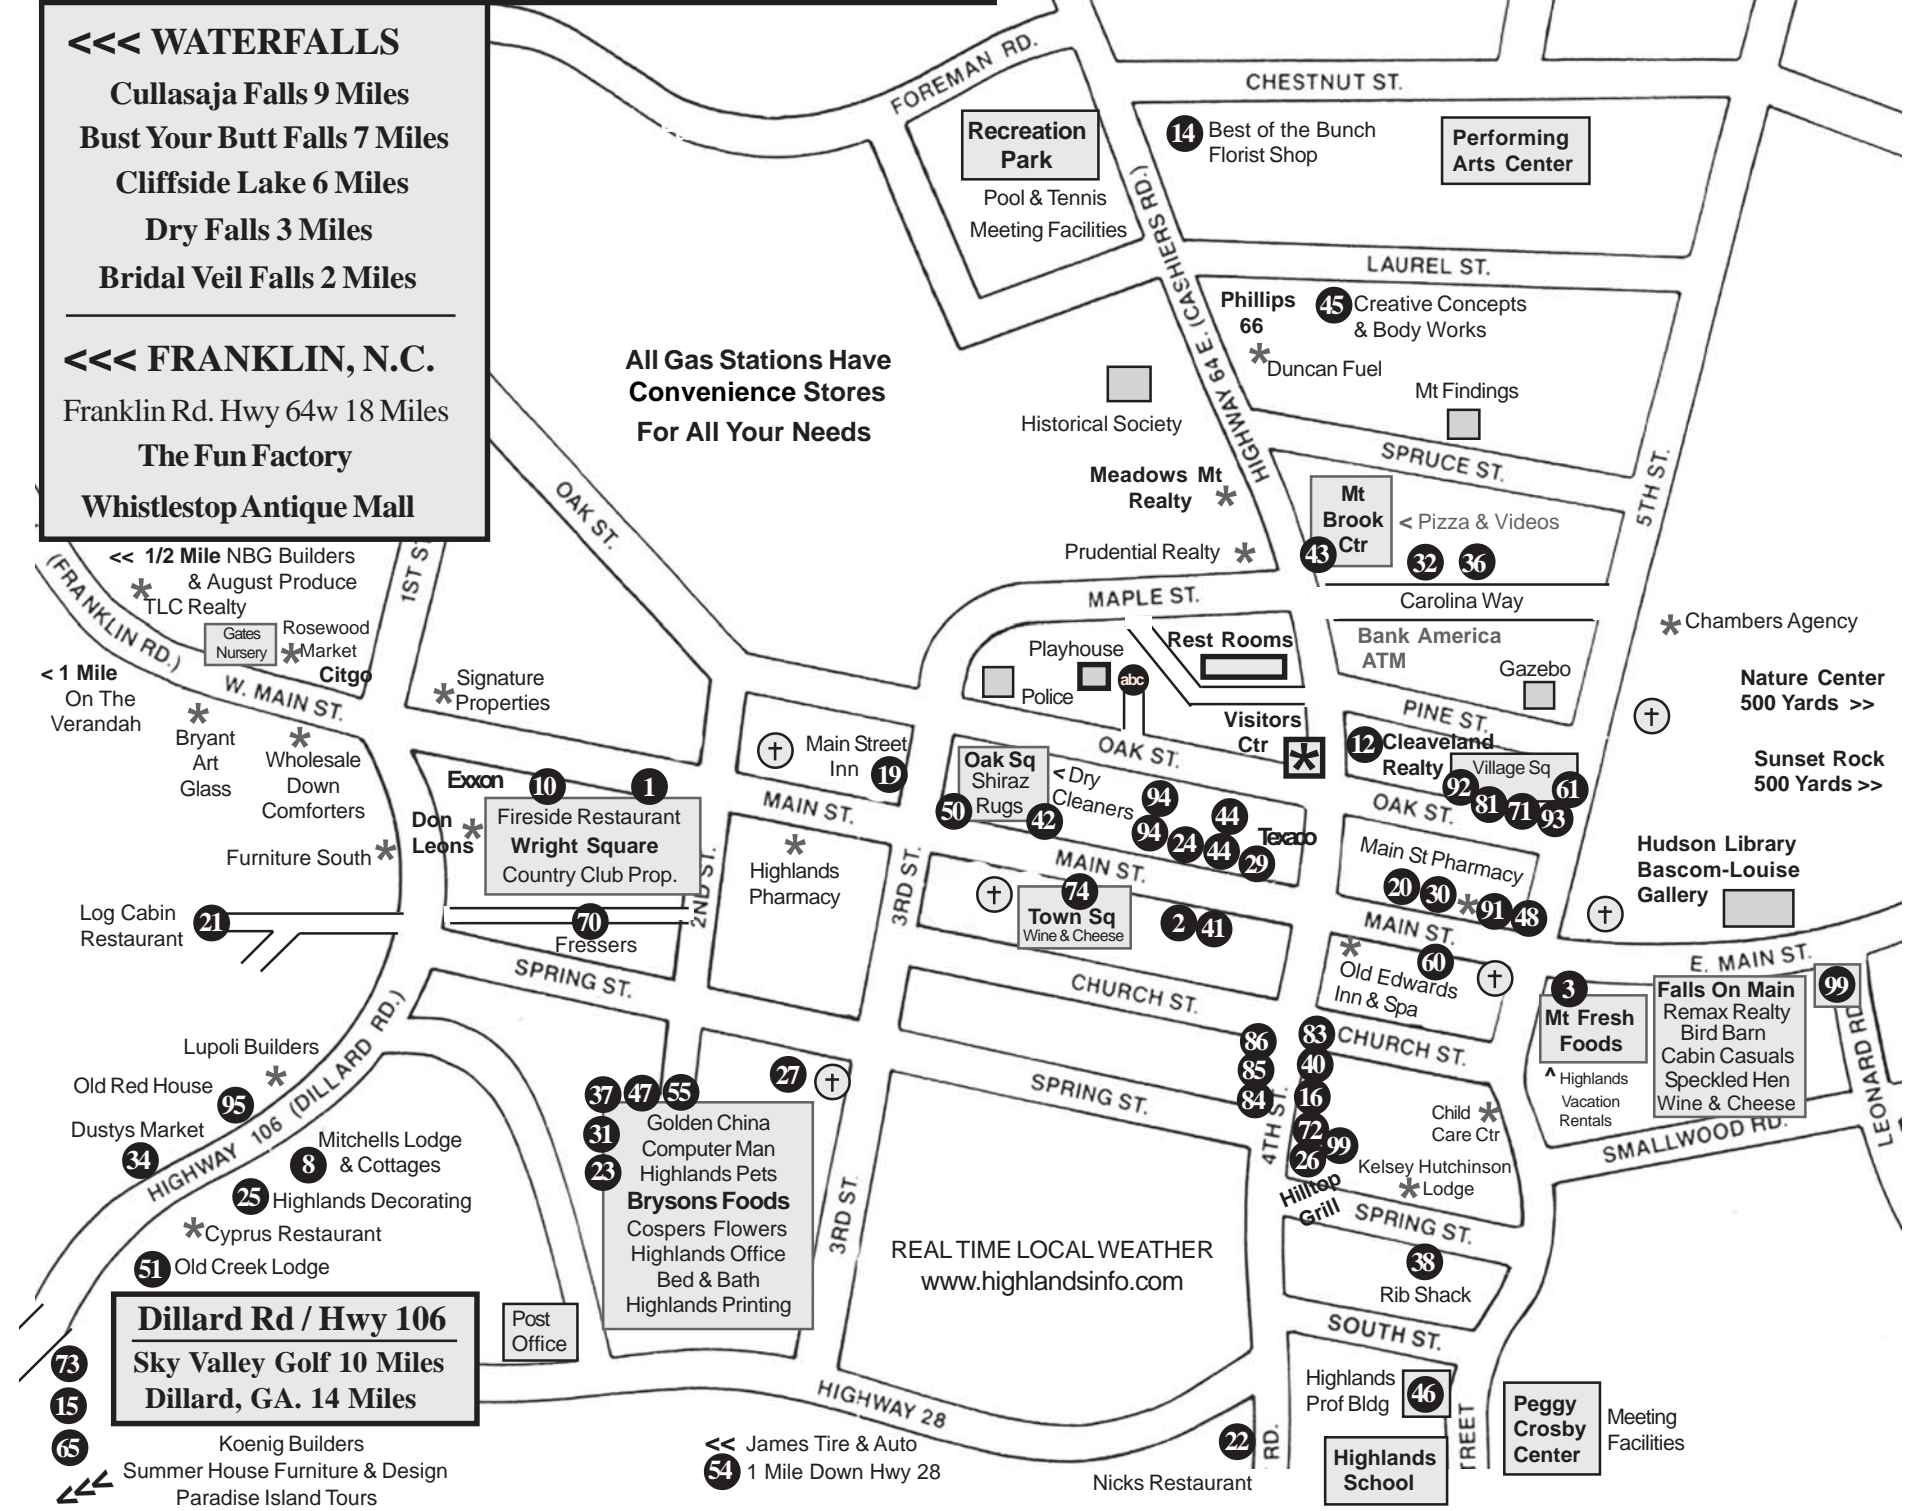 <<< WATERFALLS
Cullasaja Falls 9 Miles
Bust Your Butt Falls 7 Miles
Cliffside Lake 6 Miles
Dry Falls 3 Miles
Bridal Veil Falls 2 Miles
<<< FRANKLIN, N.C.
Franklin Rd. Hwy 64w 18 Miles
The Fun Factory
Whistlestop Antique Mall
FOREMAN RD.
CHESTNUT ST.
Recreation
Park
Pool & Tennis
Meeting Facilities
14 Best of the Bunch
Florist Shop
Performing
Arts Center
HIGHWAY 64 E. (CASHIERS RD.)
LAUREL ST.
Phillips
66
Duncan Fuel
45 Creative Concepts
& Body Works
Mt Findings
All Gas Stations Have
Convenience Stores
For All Your Needs
Historical Society
SPRUCE ST.
5TH ST.
Meadows Mt
Realty
Prudential Realty
Mt
Brook
Ctr
43
< Pizza & Videos
32 36
Carolina Way
OAK ST.
1ST ST
(FRANKLIN RD.)
<< 1/2 Mile NBG Builders
& August Produce
TLC Realty
Gates
Nursery
Rosewood
Market
Citgo
< 1 Mile
On The
Verandah
W. MAIN ST.
Bryant
Art
Glass
Wholesale
Down
Comforters
Signature
Properties
Furniture South
MAPLE ST.
Playhouse
Police
abc
Rest Rooms
Bank America
ATM
Gazebo
Chambers Agency
Nature Center
500 Yards >>
Sunset Rock
500 Yards >>
PINE ST.
Visitors
Ctr
OAK ST.
12 Cleaveland
Realty
Village Sq
92 81 71 93 61
OAK ST.
Exxon
10 1
Don
Leons
Fireside Restaurant
Wright Square
Country Club Prop.
Main Street
Inn 19
MAIN ST.
Highlands
Pharmacy
Oak Sq
Shiraz
Rugs
50 42
< Dry
Cleaners
94
94 24 44
44 29
Texaco
MAIN ST.
Main St Pharmacy
20 30 91 48
MAIN ST.
Hudson Library
Bascom-Louise
Gallery
Log Cabin
Restaurant
21
70
Fressers
2ND ST.
3RD ST.
74
Town Sq
Wine & Cheese
2 41
60
Old Edwards
Inn & Spa
E. MAIN ST.
SPRING ST.
CHURCH ST.
3
Mt Fresh
Foods
^ Highlands
Vacation
Rentals
Falls On Main
Remax Realty
Bird Barn
Cabin Casuals
Speckled Hen
Wine & Cheese
99
LEONARD RD.
SMALLWOOD RD.
Lupoli Builders
Old Red House
95
Dustys Market
34
HIGHWAY 106 (DILLARD RD.)
8 Mitchells Lodge
& Cottages
25 Highlands Decorating
Cyprus Restaurant
51 Old Creek Lodge
27
37 47 55
31
23
Golden China
Computer Man
Highlands Pets
Brysons Foods
Cospers Flowers
Highlands Office
Bed & Bath
Highlands Printing
3RD ST.
SPRING ST.
86
85
84
4TH ST.
83
40
16
72
99
26
CHURCH ST.
Child
Care Ctr
Kelsey Hutchinson
Lodge
Hilltop
Grill
SPRING ST.
38
Rib Shack
SOUTH ST.
REAL TIME LOCAL WEATHER
www.highlandsinfo.com
Dillard Rd / Hwy 106
Sky Valley Golf 10 Miles
Dillard, GA. 14 Miles
73
15
65
Koenig Builders
Summer House Furniture & Design
Paradise Island Tours
Post
Office
HIGHWAY 28
<< James Tire & Auto
54 1 Mile Down Hwy 28
22
Nicks Restaurant
RD.
Highlands
Prof Bldg
46
Highlands
School
TREET
Peggy
Crosby
Center
Meeting
Facilities